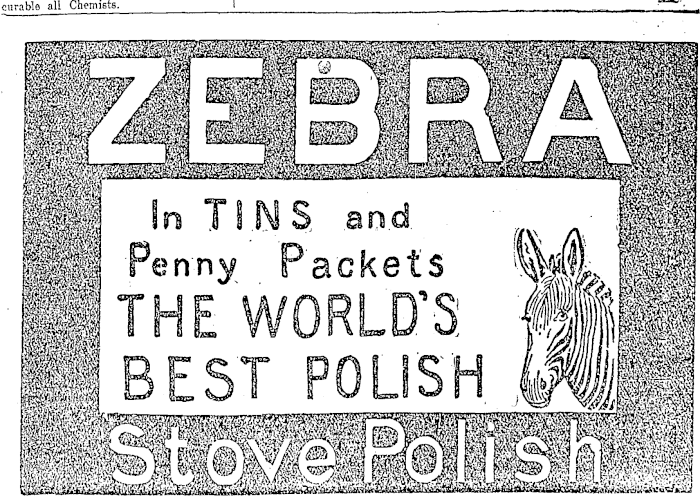 curable all Chemists.
ZEBRA
In TINS and
Penny Packets
THE WORLD'S
BEST POLISH
Stove Polish